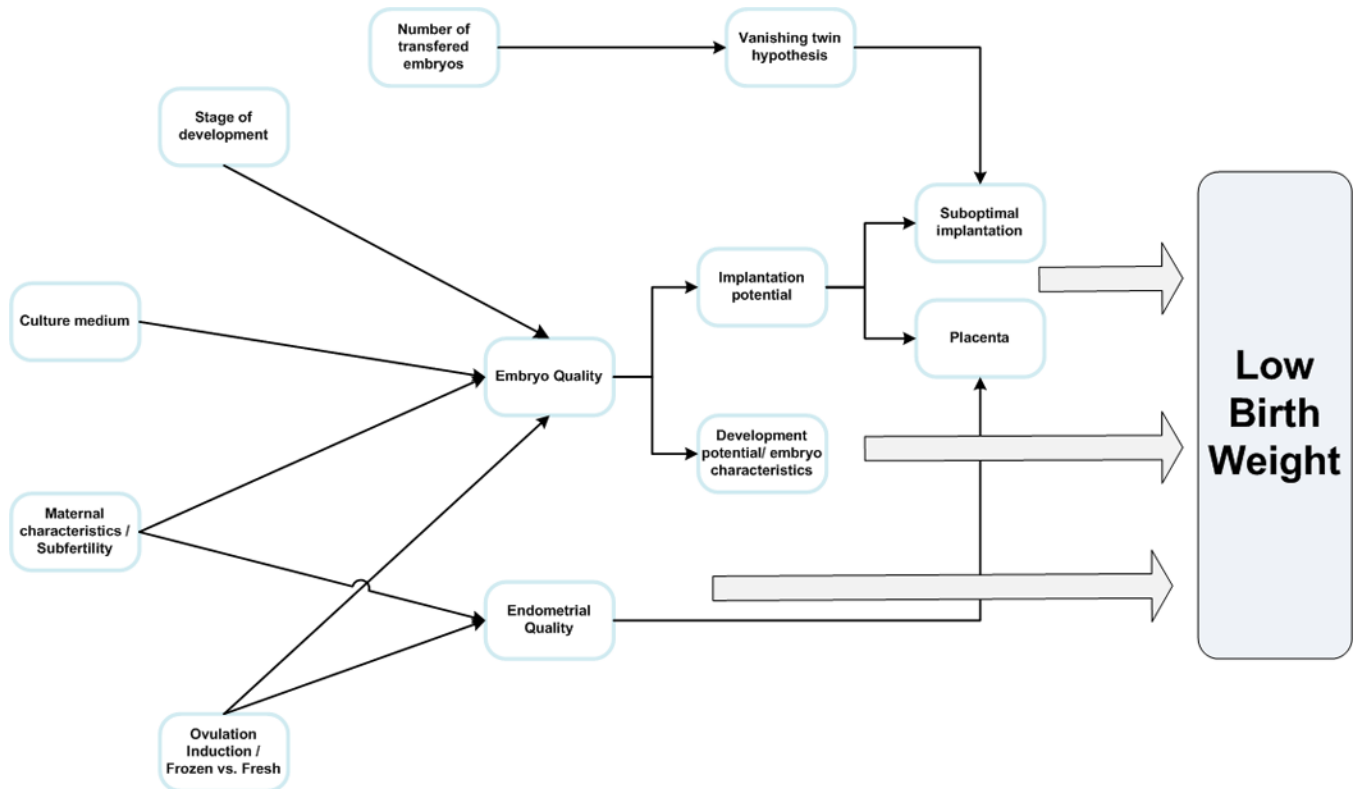 Number of
transfered
embryos
Vanishing twin
hypothesis
Stage of
development
Suboptimal
implantation
Implantation
potential
Culture medium
Placenta
Embryo Quality
Low
Birth
Weight
Development
potential/ embryo
characteristics
Maternal
characteristics /
Subfertility
Endometrial
Quality
Ovulation
Induction /
Frozen vs. Fresh